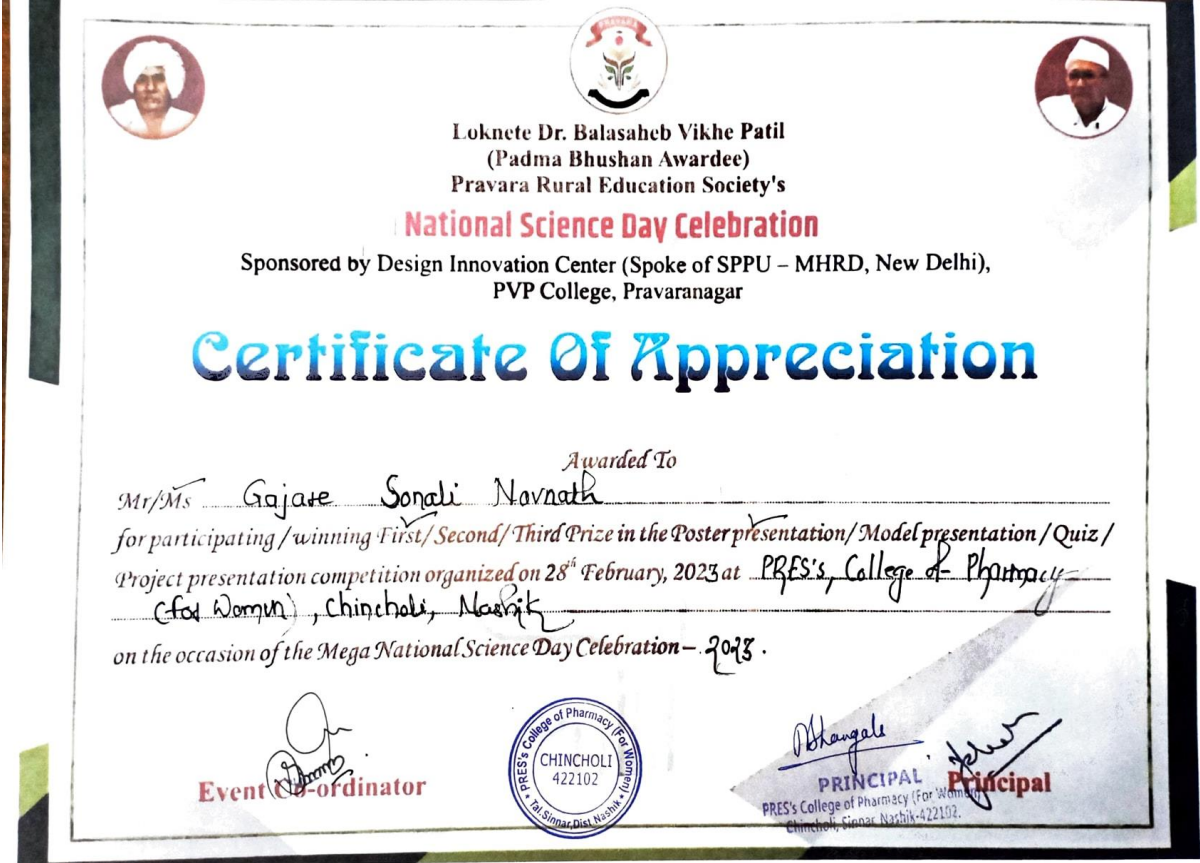 PRAVARA
Loknete Dr. Balasaheb Vikhe Patil
(Padma Bhushan Awardee)
Pravara Rural Education Society's
National Science Day Celebration
Sponsored by Design Innovation Center (Spoke of SPPU – MHRD, New Delhi),
PVP College, Pravaranagar
Certificate Of Appreciation
Awarded To
Mr/Ms Gajare Sonali Navnath
for participating / winning First/ Second/ Third Prize in the Poster presentation/ Model presentation / Quiz /
Project presentation competition organized on 28th February, 2023 at PRES's, College of Pharmacy
(for Women), Chincholi, Nashik
on the occasion of the Mega National Science Day Celebration – 2023.
Event Co-ordinator
PRES's College of Pharmacy (For Women)
CHINCHOLI
422102
Tal.Sinnar, Dist Nashik
Bhangale
PRINCIPAL
PRES's College of Pharmacy (For Women)
Chincholi, Sinnar Nashik-422102.
Principal